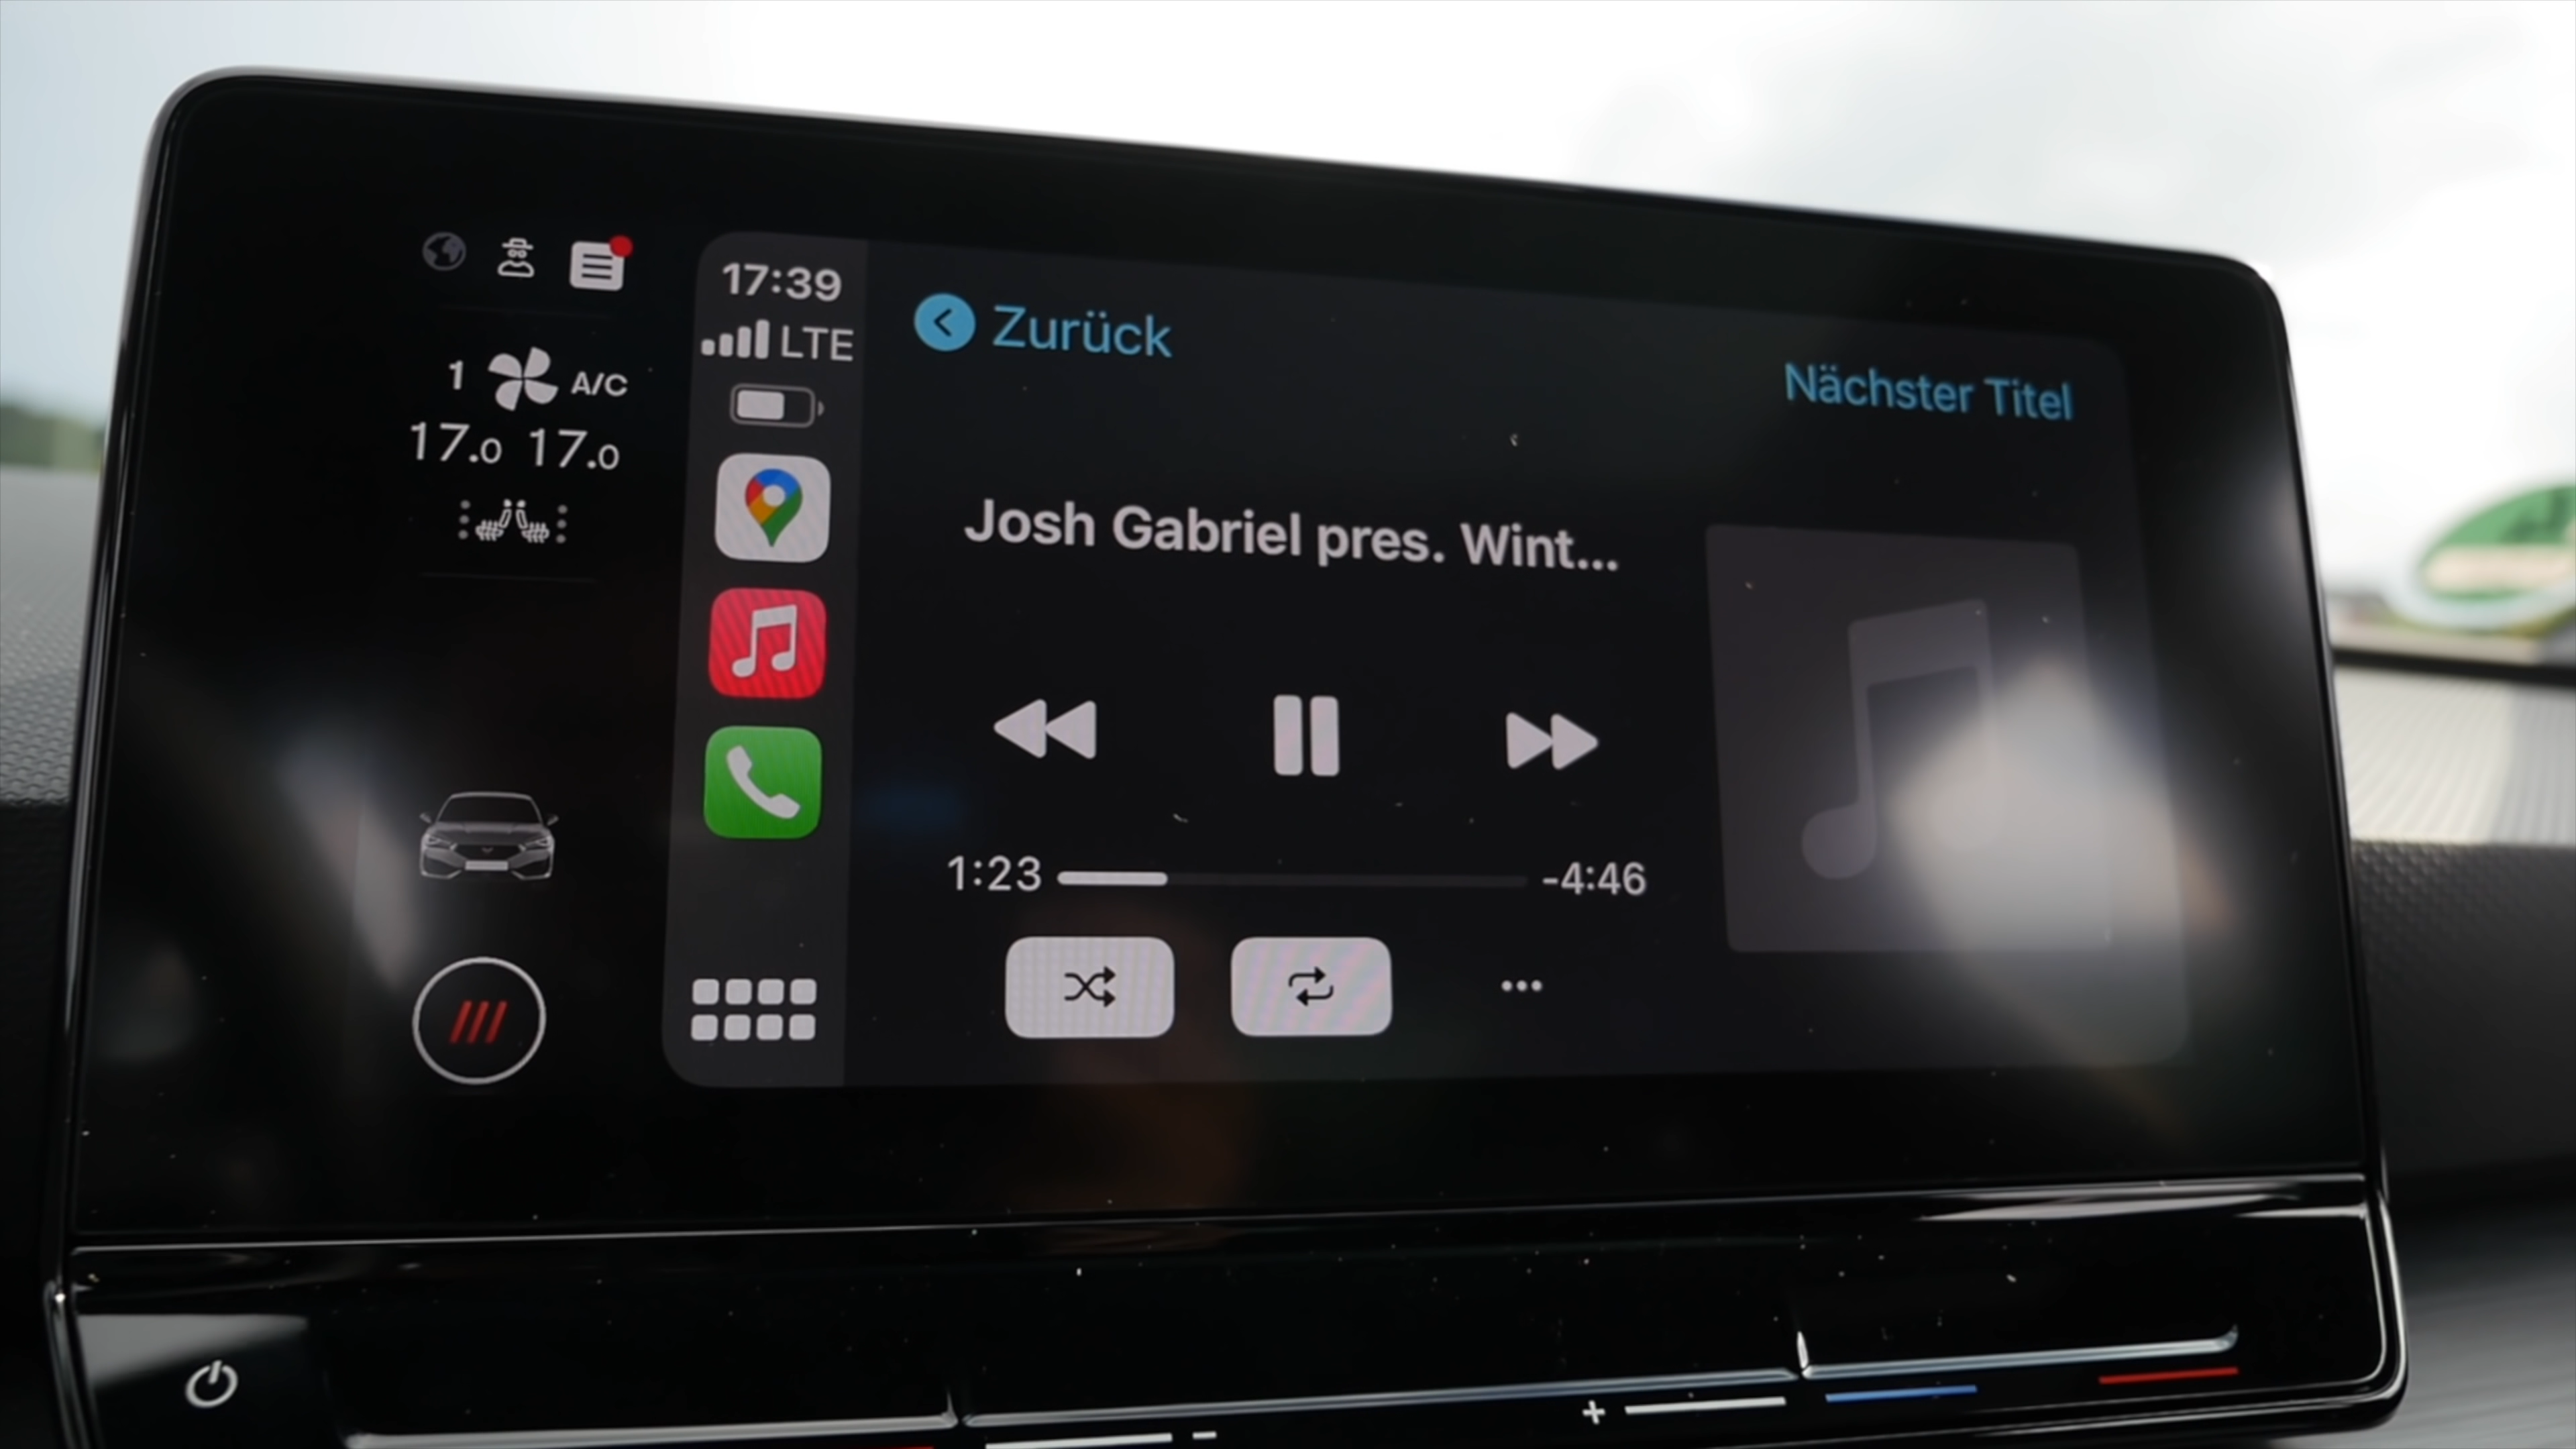 17:39
LTE
1 A/C
17.0 17.0
Zurück
Nächster Titel
Josh Gabriel pres. Wint...
1:23
-4:46